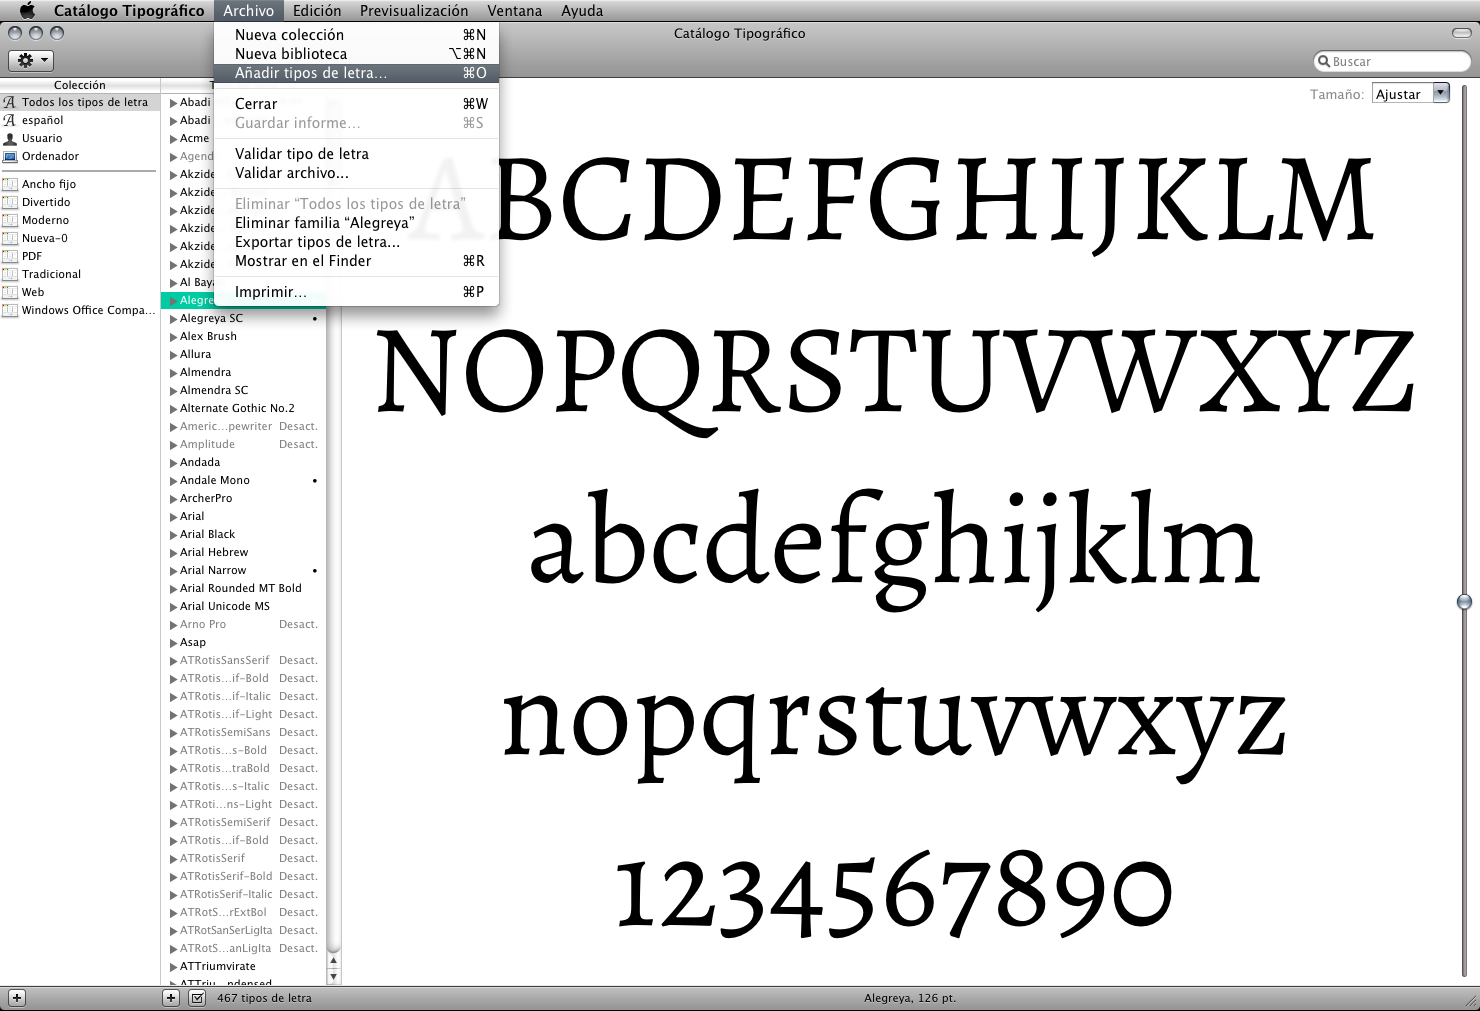 Catálogo Tipográfico Archivo Edición Previsualización Ventana Ayuda
Catálogo Tipográfico
Buscar
Nueva colección ⌘N
Nueva biblioteca ⌥⌘N
Añadir tipos de letra... ⌘O
Cerrar ⌘W
Guardar informe... ⌘S
Validar tipo de letra
Validar archivo...
Eliminar “Todos los tipos de letra”
Eliminar familia “Alegreya”
Exportar tipos de letra...
Mostrar en el Finder ⌘R
Imprimir... ⌘P
Colección
Todos los tipos de letra
español
Usuario
Ordenador
Ancho fijo
Divertido
Moderno
Nueva-0
PDF
Tradicional
Web
Windows Office Compa...
Abadi
Abadi
Acme
Agend
Akzide
Akzide
Akzide
Akzide
Akzide
Akzide
Al Baya
Alegre
Alegreya SC •
Alex Brush
Allura
Almendra
Almendra SC
Alternate Gothic No.2
Americ...pewriter Desact.
Amplitude Desact.
Andada
Andale Mono •
ArcherPro
Arial
Arial Black
Arial Hebrew
Arial Narrow •
Arial Rounded MT Bold
Arial Unicode MS
Arno Pro Desact.
Asap
ATRotisSansSerif Desact.
ATRotis...if-Bold Desact.
ATRotis...if-Italic Desact.
ATRotis...if-Light Desact.
ATRotisSemiSans Desact.
ATRotis...s-Bold Desact.
ATRotis...traBold Desact.
ATRotis...s-Italic Desact.
ATRoti...ns-Light Desact.
ATRotisSemiSerif Desact.
ATRotis...if-Bold Desact.
ATRotisSerif Desact.
ATRotisSerif-Bold Desact.
ATRotisSerif-Italic Desact.
ATRotS...rExtBol Desact.
ATRotSanSerLigIta Desact.
ATRotS...anLigIta Desact.
ATTriumvirate
ATTriu...ndensed
Tamaño: Ajustar
ABCDEFGHIJKLM
NOPQRSTUVWXYZ
abcdefghijklm
nopqrstuvwxyz
1234567890
467 tipos de letra
Alegreya, 126 pt.